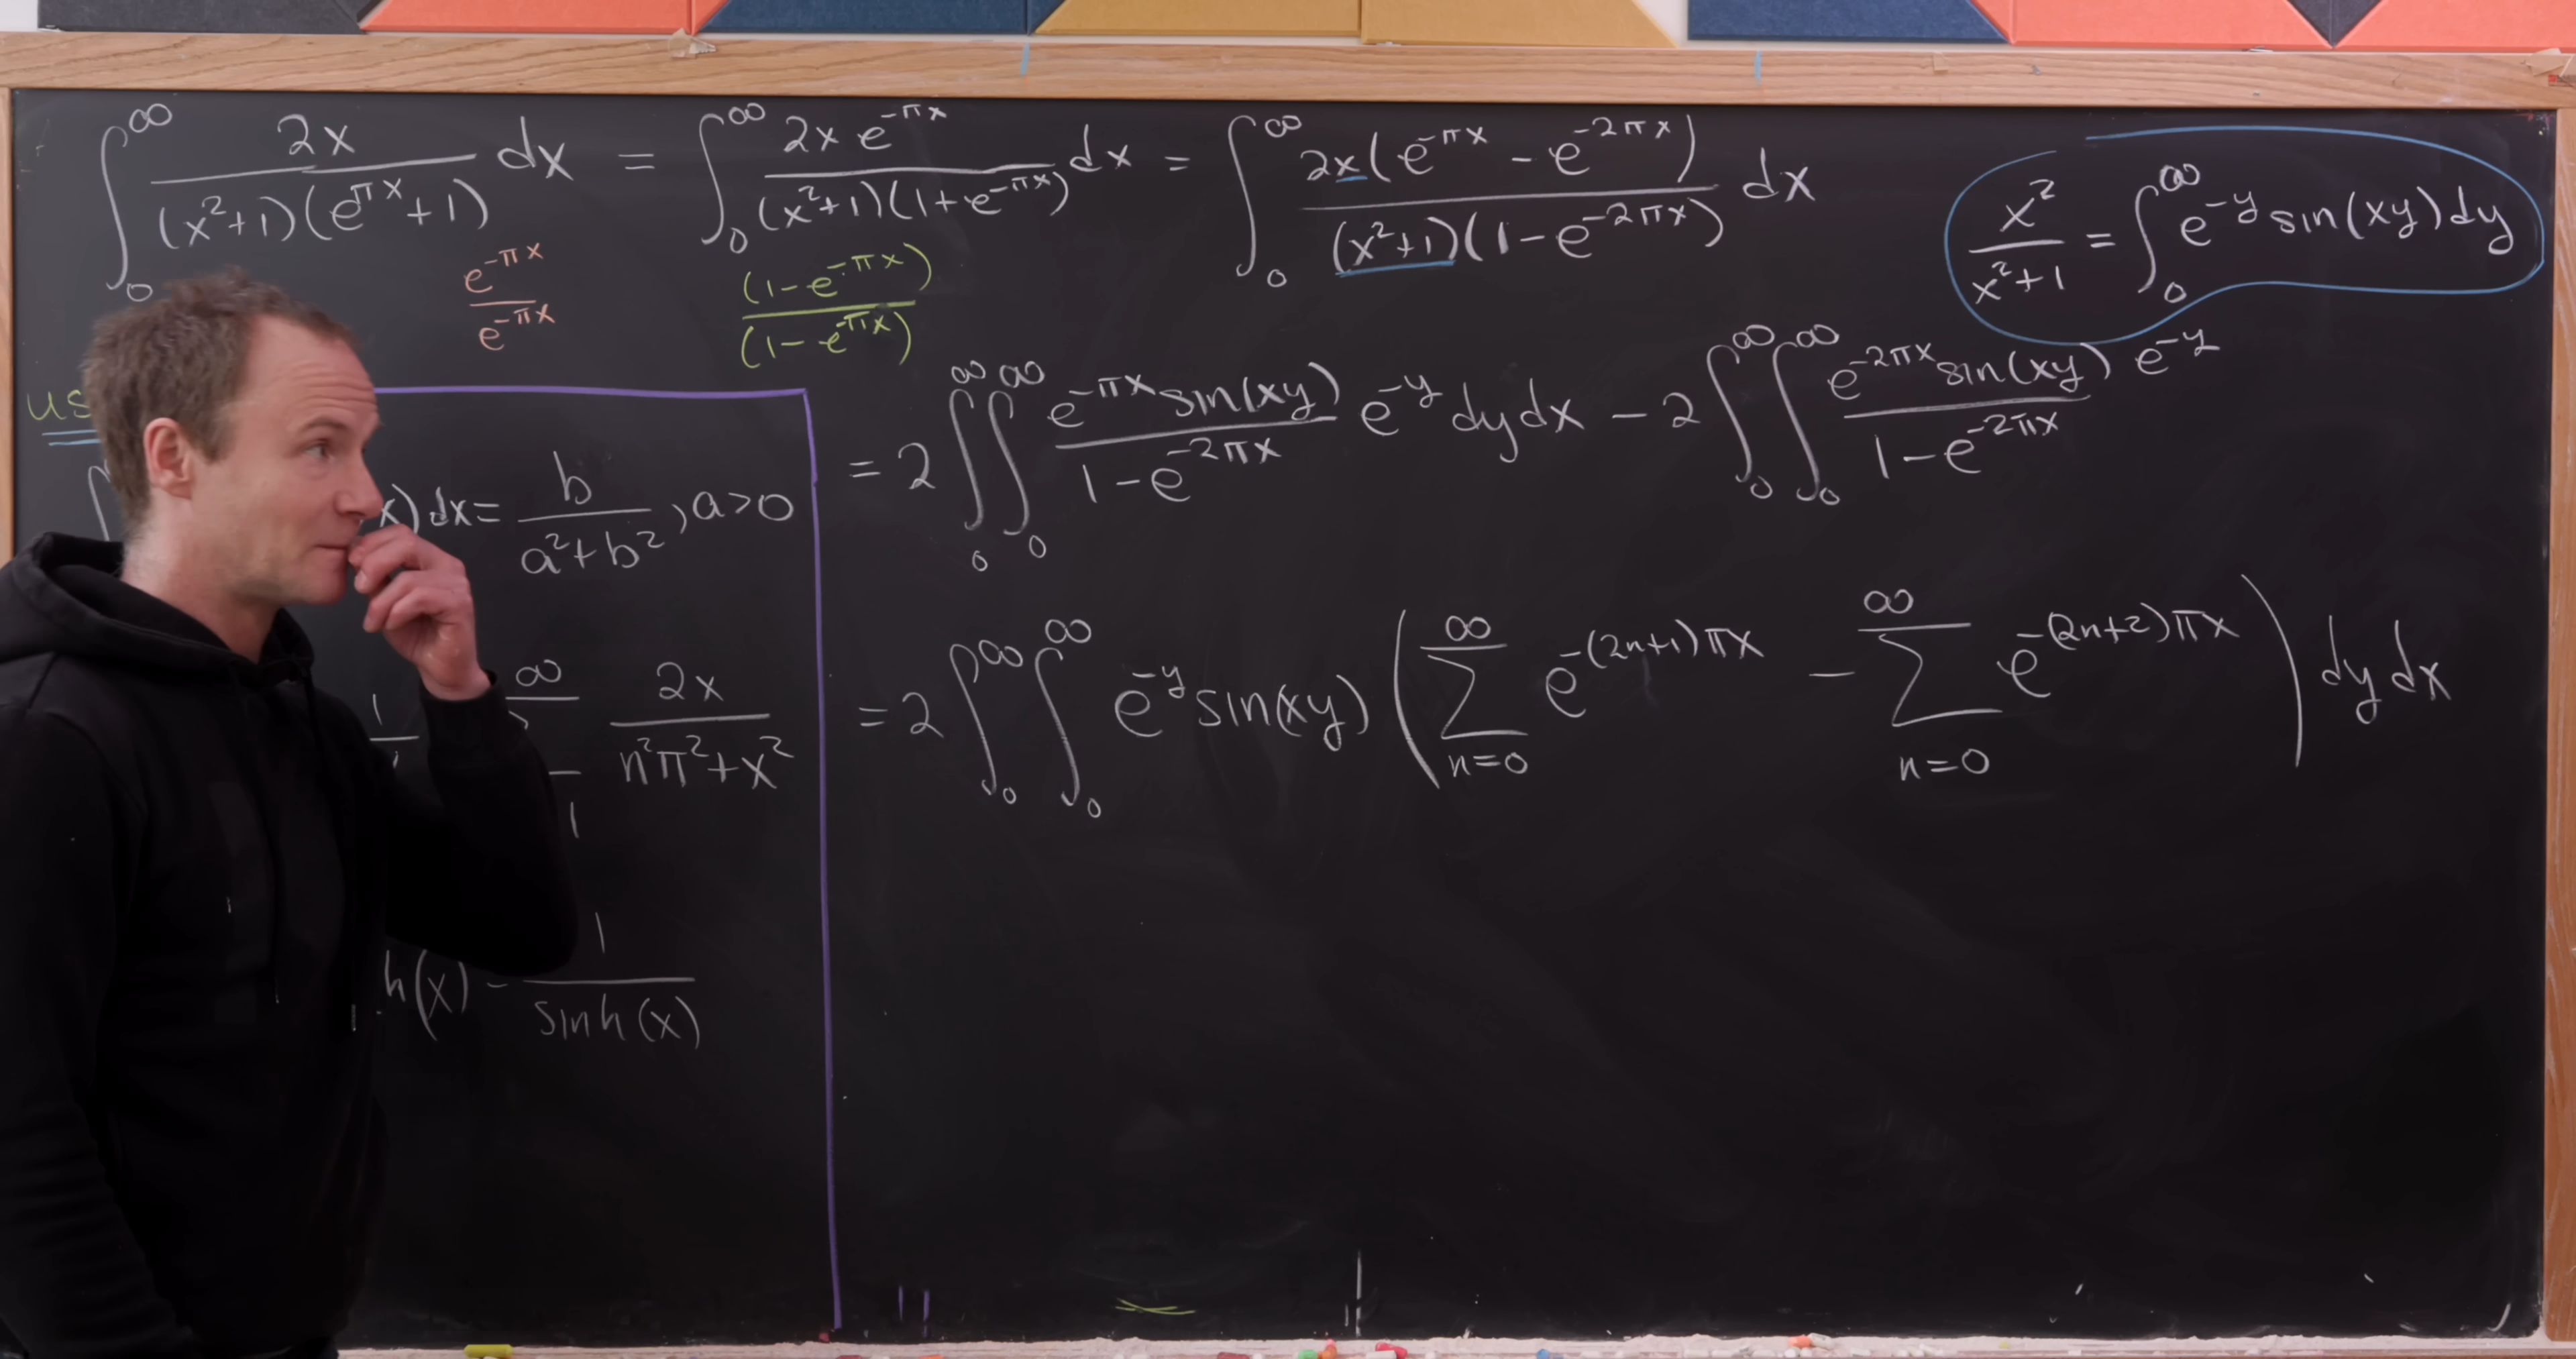 ∫₀^∞ 2x / ((x²+1)(e^{πx}+1)) dx = ∫₀^∞ 2x e^{-πx} / ((x²+1)(1+e^{-πx})) dx = ∫₀^∞ 2x(e^{-πx} - e^{-2πx}) / ((x²+1)(1-e^{-2πx})) dx
x²/(x²+1) = ∫₀^∞ e^{-y} sin(xy) dy
e^{-πx} / e^{-πx}
(1-e^{-πx}) / (1-e^{-πx})
= 2 ∫₀^∞ ∫₀^∞ (e^{-πx} sin(xy)) / (1-e^{-2πx}) e^{-y} dy dx - 2 ∫₀^∞ ∫₀^∞ (e^{-2πx} sin(xy)) / (1-e^{-2πx}) e^{-y}
x) dx = b / (a²+b²), a>0
2x / (n²π²+x²)
= 2 ∫₀^∞ ∫₀^∞ e^{-y} sin(xy) ( ∑_{n=0}^∞ e^{-(2n+1)πx} - ∑_{n=0}^∞ e^{-(2n+2)πx} ) dy dx
h(x) - 1 / sinh(x)